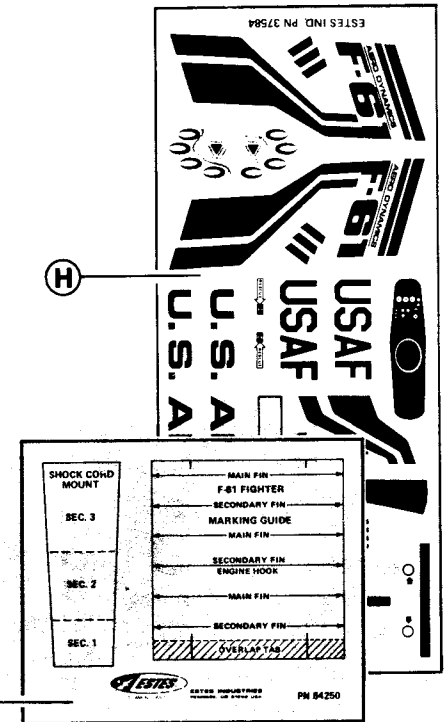 ESTES IND. PN 37584
AERO DYNAMICS
F-61
AERO DYNAMICS
F-61
H
U.S. A
U.S. A
USAF
USAF
SHOCK CORD
MOUNT
SEC. 3
SEC. 2
SEC. 1
MAIN FIN
F-61 FIGHTER
SECONDARY FIN
MARKING GUIDE
MAIN FIN
SECONDARY FIN
ENGINE HOOK
MAIN FIN
SECONDARY FIN
OVERLAP TAB
ESTES
ESTES INDUSTRIES
PN 84250